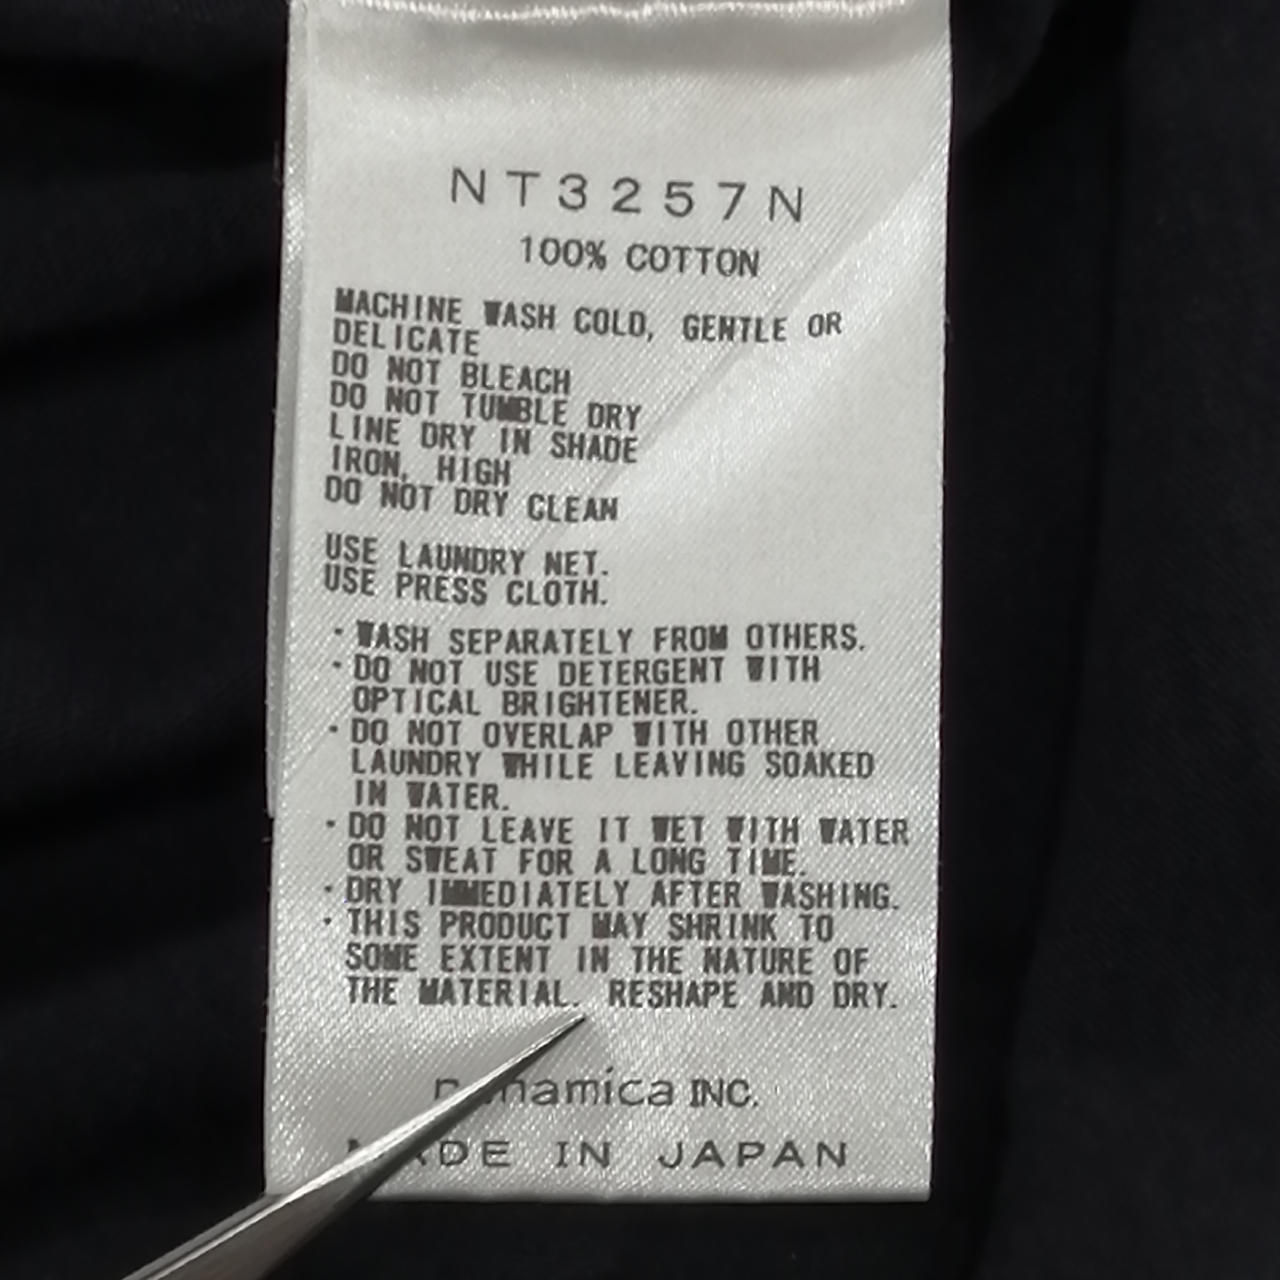 NT3257N
100% COTTON
MACHINE WASH COLD, GENTLE OR
DELICATE
DO NOT BLEACH
DO NOT TUMBLE DRY
LINE DRY IN SHADE
IRON, HIGH
DO NOT DRY CLEAN
USE LAUNDRY NET.
USE PRESS CLOTH.
・WASH SEPARATELY FROM OTHERS.
・DO NOT USE DETERGENT WITH
OPTICAL BRIGHTENER.
・DO NOT OVERLAP WITH OTHER
LAUNDRY WHILE LEAVING SOAKED
IN WATER.
・DO NOT LEAVE IT WET WITH WATER
OR SWEAT FOR A LONG TIME.
・DRY IMMEDIATELY AFTER WASHING.
・THIS PRODUCT MAY SHRINK TO
SOME EXTENT IN THE NATURE OF
THE MATERIAL. RESHAPE AND DRY.
INC.
MADE IN JAPAN